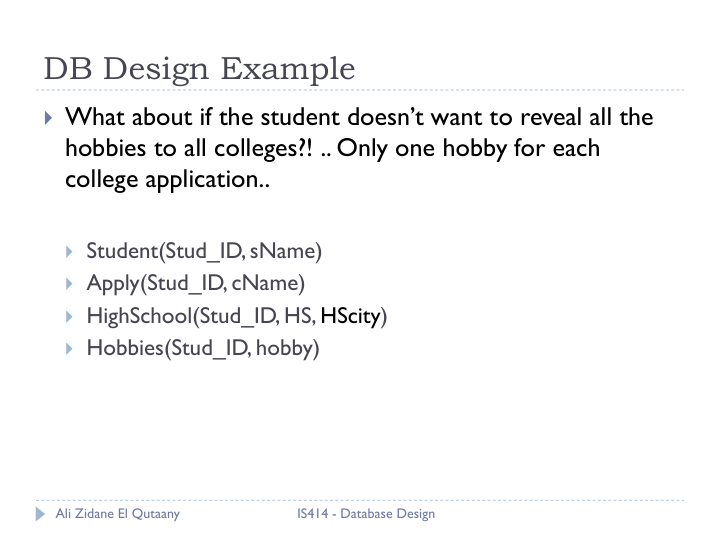 DB Design Example
What about if the student doesn’t want to reveal all the
hobbies to all colleges?! .. Only one hobby for each
college application..
Student(Stud_ID, sName)
Apply(Stud_ID, cName)
HighSchool(Stud_ID, HS, HScity)
Hobbies(Stud_ID, hobby)
Ali Zidane El Qutaany
IS414 - Database Design